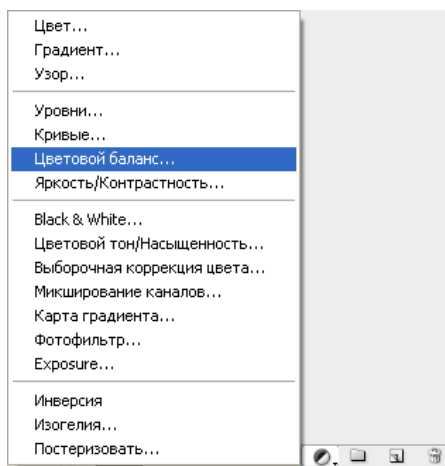 Цвет...
Градиент...
Узор...
Уровни...
Кривые...
Цветовой баланс...
Яркость/Контрастность...
Black & White...
Цветовой тон/Насыщенность...
Выборочная коррекция цвета...
Микширование каналов...
Карта градиента...
Фотофильтр...
Exposure...
Инверсия
Изогелия...
Постеризовать...